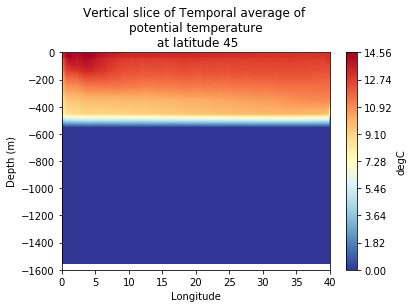 Vertical slice of Temporal average of
potential temperature
at latitude 45
0
−200
−400
−600
−800
−1000
−1200
−1400
−1600
Depth (m)
0 5 10 15 20 25 30 35 40
Longitude
14.56
12.74
10.92
9.10
7.28
5.46
3.64
1.82
0.00
degC